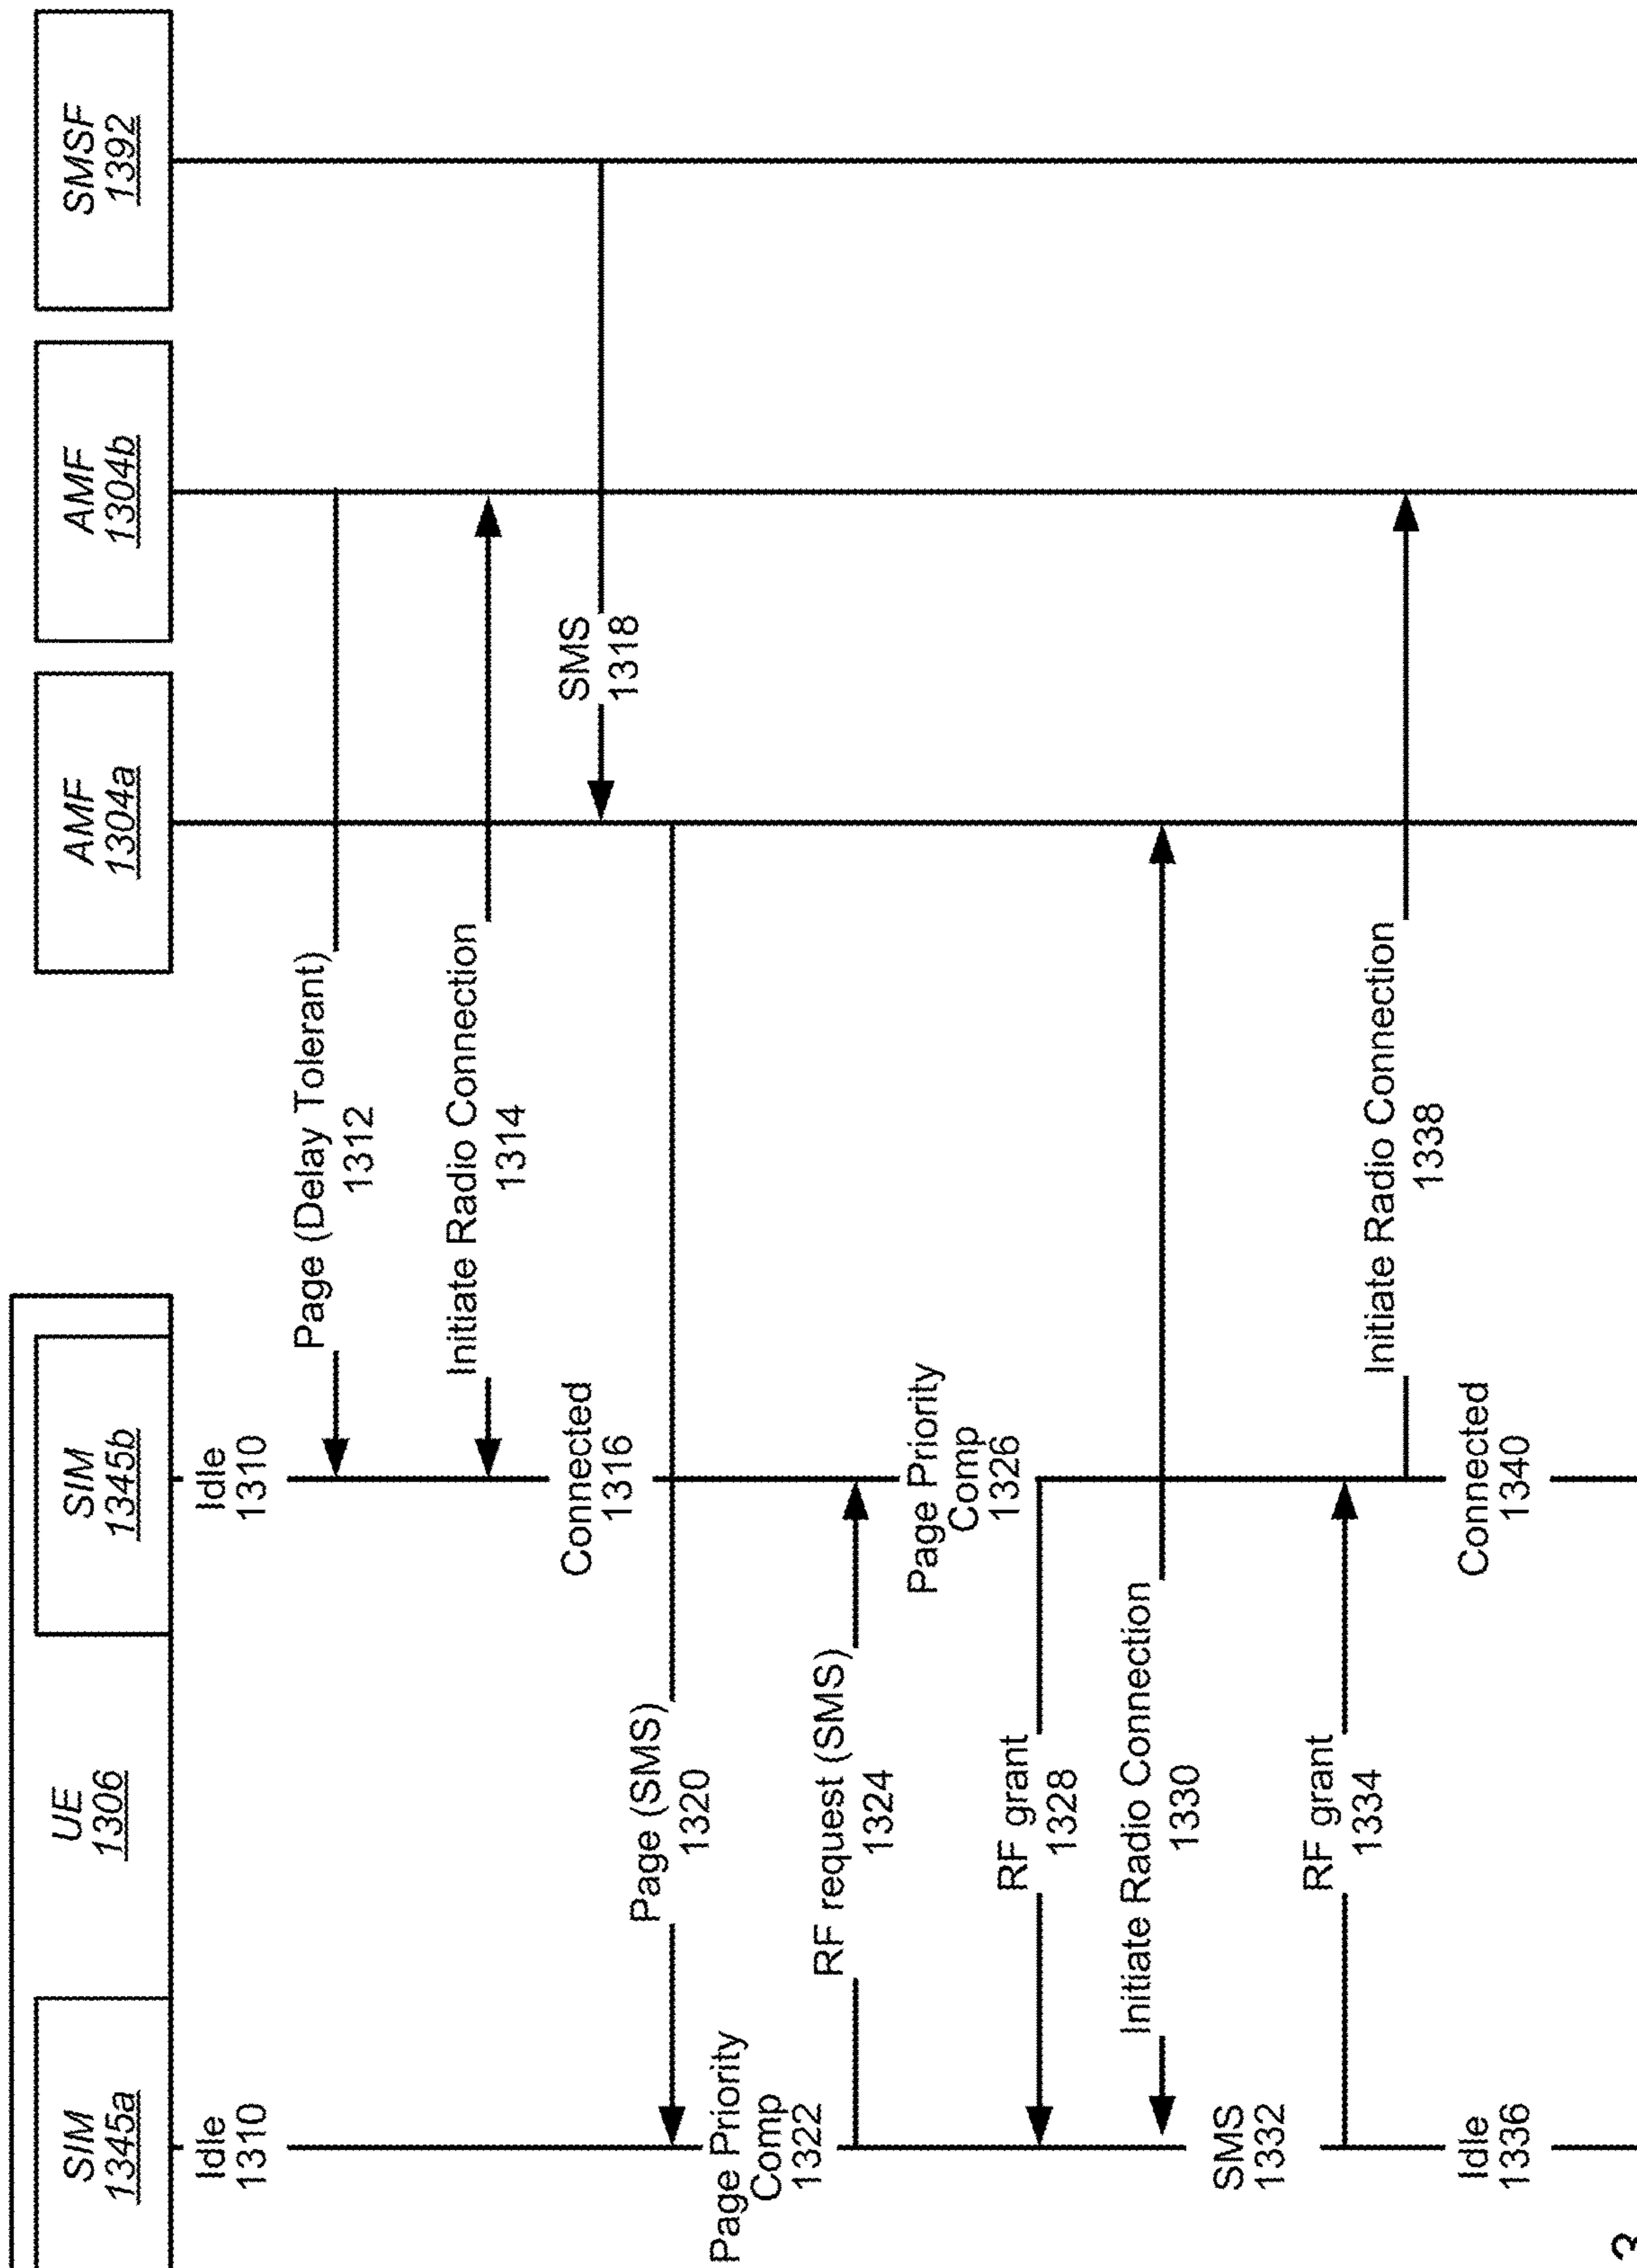 UE
1306
SIM
1345a
SIM
1345b
AMF
1304a
AMF
1304b
SMSF
1392
Idle
1310
Idle
1310
Page (Delay Tolerant)
1312
Initiate Radio Connection
1314
Connected
1316
SMS
1318
Page (SMS)
1320
Page Priority
Comp
1322
RF request (SMS)
1324
Page Priority
Comp
1326
RF grant
1328
Initiate Radio Connection
1330
SMS
1332
RF grant
1334
Idle
1336
Initiate Radio Connection
1338
Connected
1340